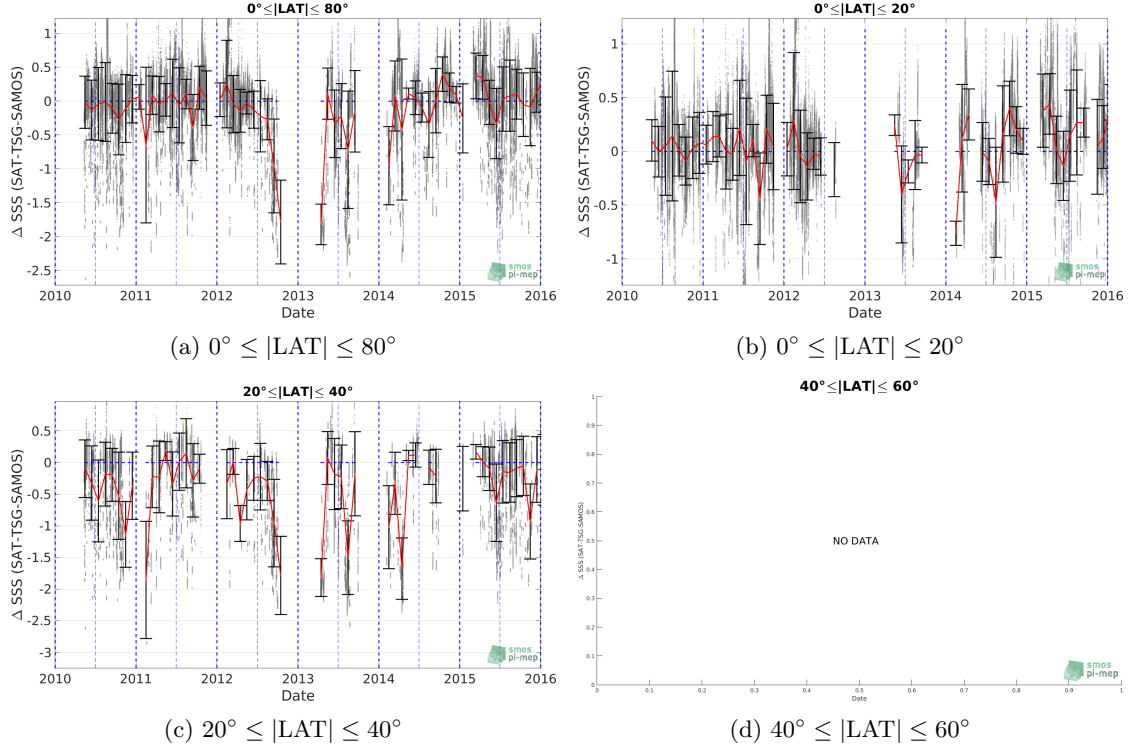 0°≤|LAT|≤ 80°
Δ SSS (SAT-TSG-SAMOS)
1
0.5
0
-0.5
-1
-1.5
-2
-2.5
2010 2011 2012 2013 2014 2015 2016
Date
smos
pi-mep
(a) 0° ≤ |LAT| ≤ 80°
0°≤|LAT|≤ 20°
Δ SSS (SAT-TSG-SAMOS)
1
0.5
0
-0.5
-1
2010 2011 2012 2013 2014 2015 2016
Date
smos
pi-mep
(b) 0° ≤ |LAT| ≤ 20°
20°≤|LAT|≤ 40°
Δ SSS (SAT-TSG-SAMOS)
0.5
0
-0.5
-1
-1.5
-2
-2.5
-3
2010 2011 2012 2013 2014 2015 2016
Date
smos
pi-mep
(c) 20° ≤ |LAT| ≤ 40°
40°≤|LAT|≤ 60°
Δ SSS (SAT-TSG-SAMOS)
1
0.9
0.8
0.7
0.6
0.5
0.4
0.3
0.2
0.1
0
NO DATA
0 0.1 0.2 0.3 0.4 0.5 0.6 0.7 0.8 0.9 1
Date
smos
pi-mep
(d) 40° ≤ |LAT| ≤ 60°